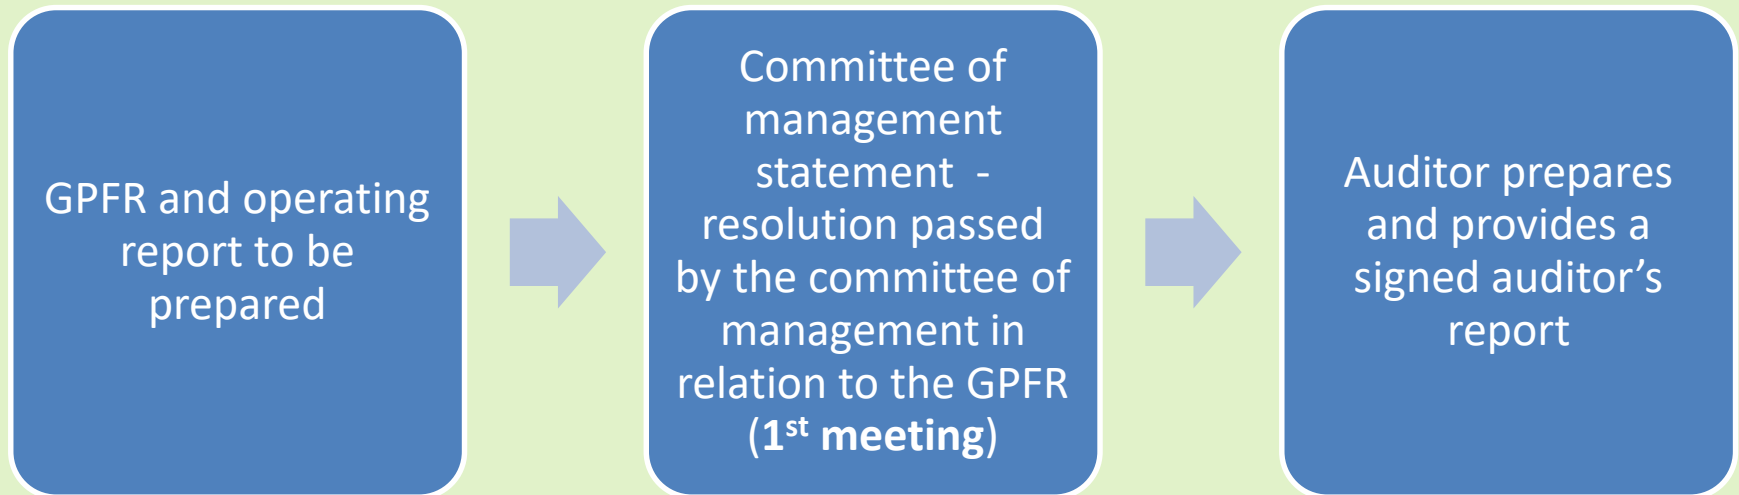 GPFR and operating
report to be
prepared
Committee of
management
statement -
resolution passed
by the committee of
management in
relation to the GPFR
(1st meeting)
Auditor prepares
and provides a
signed auditor’s
report